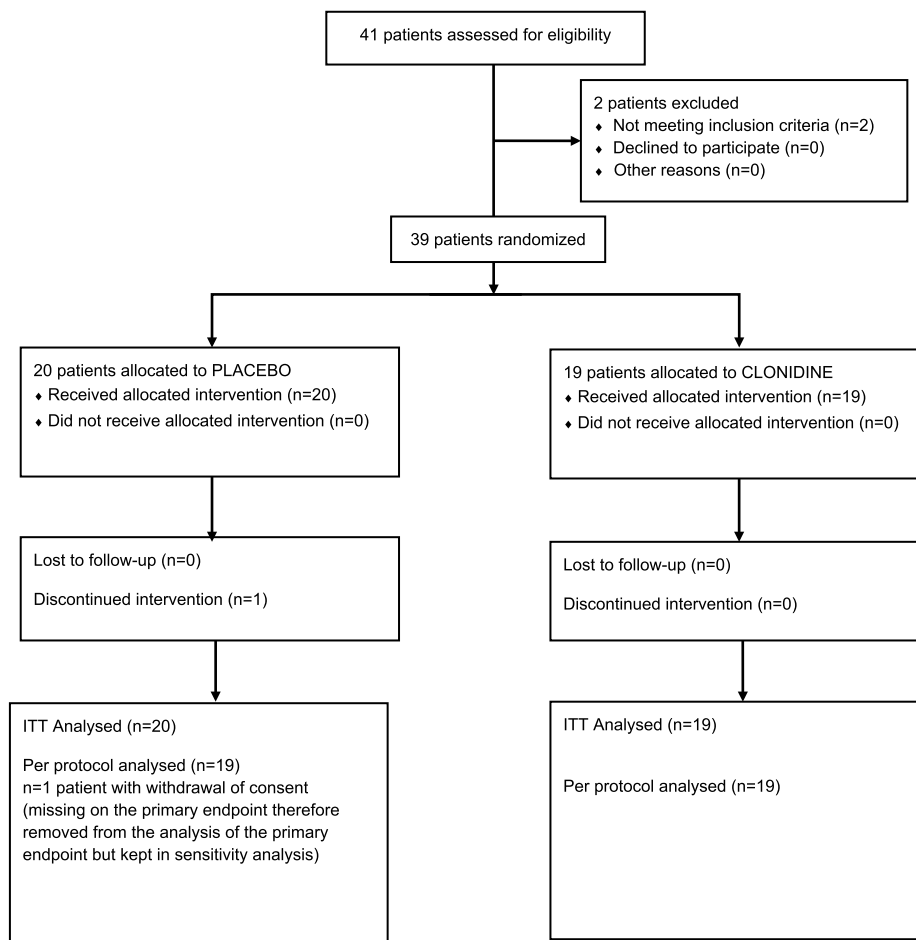 41 patients assessed for eligibility
2 patients excluded
♦ Not meeting inclusion criteria (n=2)
♦ Declined to participate (n=0)
♦ Other reasons (n=0)
39 patients randomized
20 patients allocated to PLACEBO
♦ Received allocated intervention (n=20)
♦ Did not receive allocated intervention (n=0)
19 patients allocated to CLONIDINE
♦ Received allocated intervention (n=19)
♦ Did not receive allocated intervention (n=0)
Lost to follow-up (n=0)
Discontinued intervention (n=1)
Lost to follow-up (n=0)
Discontinued intervention (n=0)
ITT Analysed (n=20)
Per protocol analysed (n=19)
n=1 patient with withdrawal of consent
(missing on the primary endpoint therefore
removed from the analysis of the primary
endpoint but kept in sensitivity analysis)
ITT Analysed (n=19)
Per protocol analysed (n=19)